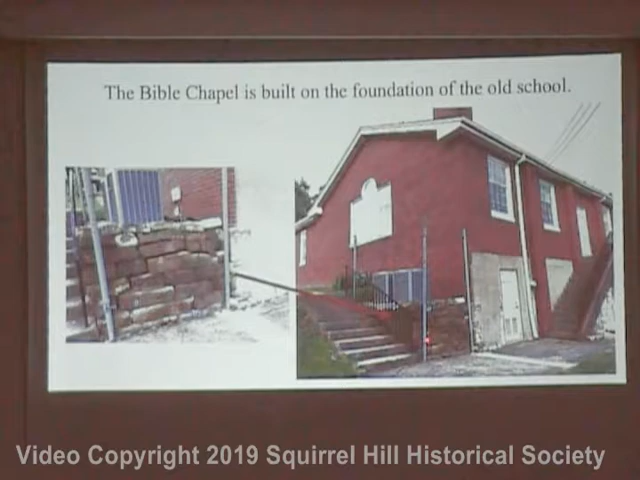 The Bible Chapel is built on the foundation of the old school.
Video Copyright 2019 Squirrel Hill Historical Society